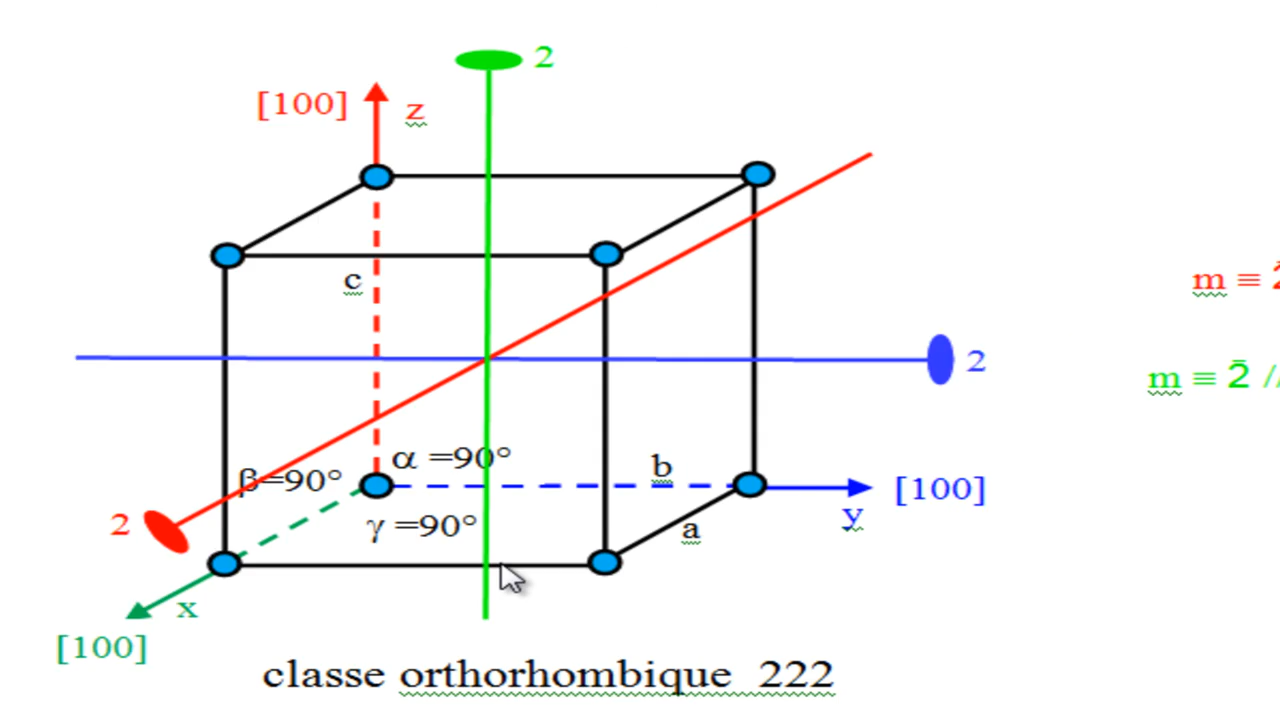 2
[100] z
c
m ≡
2
m ≡ 2̄ //
α =90°
b
β=90°
[100]
γ =90°
y
2
a
x
[100]
classe orthorhombique 222